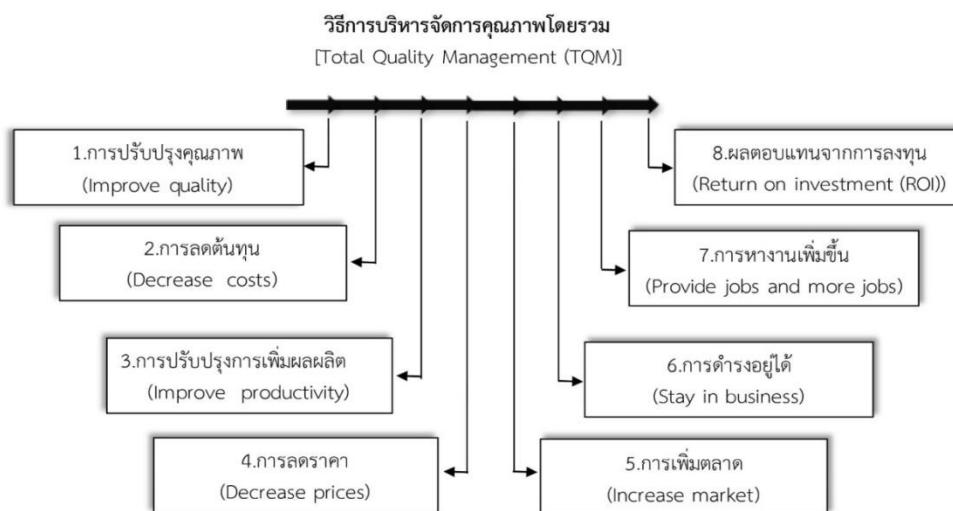 วิธีการบริหารจัดการคุณภาพโดยรวม
[Total Quality Management (TQM)]
1.การปรับปรุงคุณภาพ
(Improve quality)
2.การลดต้นทุน
(Decrease costs)
3.การปรับปรุงการเพิ่มผลผลิต
(Improve productivity)
4.การลดราคา
(Decrease prices)
5.การเพิ่มตลาด
(Increase market)
6.การดำรงอยู่ได้
(Stay in business)
7.การหางานเพิ่มขึ้น
(Provide jobs and more jobs)
8.ผลตอบแทนจากการลงทุน
(Return on investment (ROI))